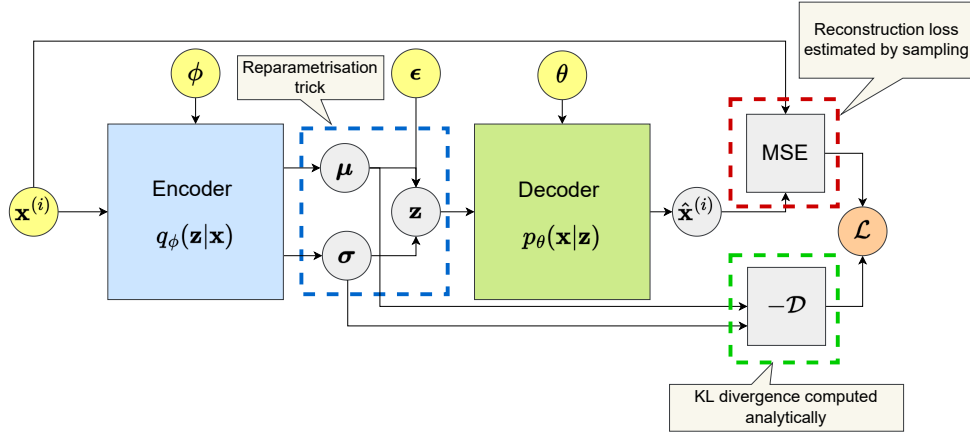 Reconstruction loss
estimated by sampling
Reparametrisation
trick
ϕ
ϵ
θ
Encoder
q_ϕ(z|x)
μ
σ
z
Decoder
p_θ(x|z)
MSE
x^(i)
x̂^(i)
ℒ
−𝒟
KL divergence computed
analytically